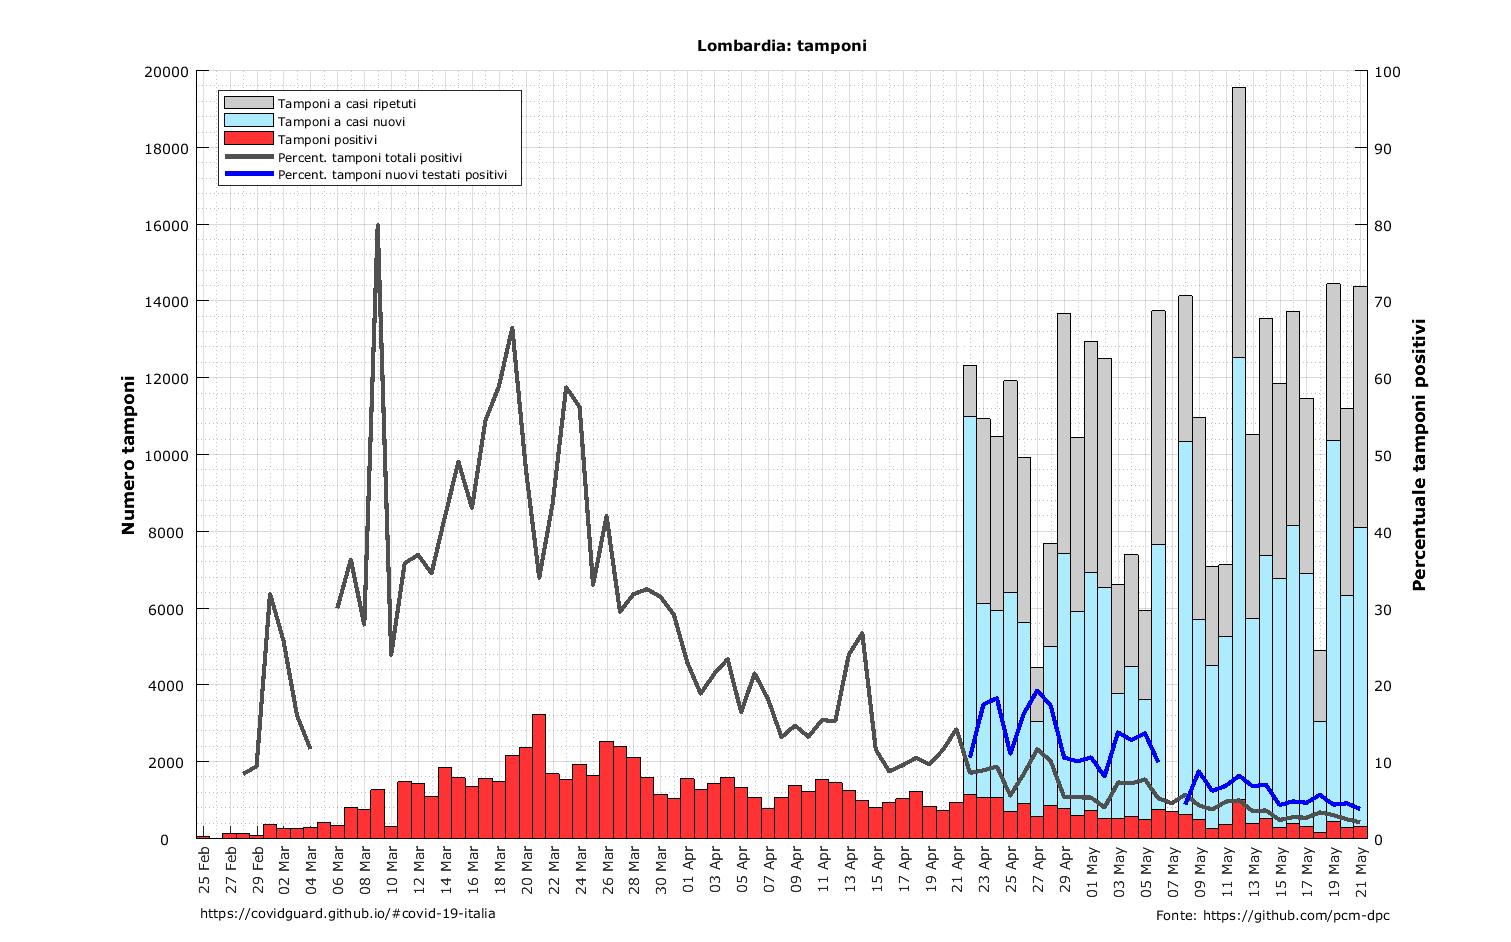 Lombardia: tamponi
20000
18000
16000
14000
12000
10000
8000
6000
4000
2000
0
Numero tamponi
Tamponi a casi ripetuti
Tamponi a casi nuovi
Tamponi positivi
Percent. tamponi totali positivi
Percent. tamponi nuovi testati positivi
100
90
80
70
60
50
40
30
20
10
0
Percentuale tamponi positivi
25 Feb
27 Feb
29 Feb
02 Mar
04 Mar
06 Mar
08 Mar
10 Mar
12 Mar
14 Mar
16 Mar
18 Mar
20 Mar
22 Mar
24 Mar
26 Mar
28 Mar
30 Mar
01 Apr
03 Apr
05 Apr
07 Apr
09 Apr
11 Apr
13 Apr
15 Apr
17 Apr
19 Apr
21 Apr
23 Apr
25 Apr
27 Apr
29 Apr
01 May
03 May
05 May
07 May
09 May
11 May
13 May
15 May
17 May
19 May
21 May
https://covidguard.github.io/#covid-19-italia
Fonte: https://github.com/pcm-dpc